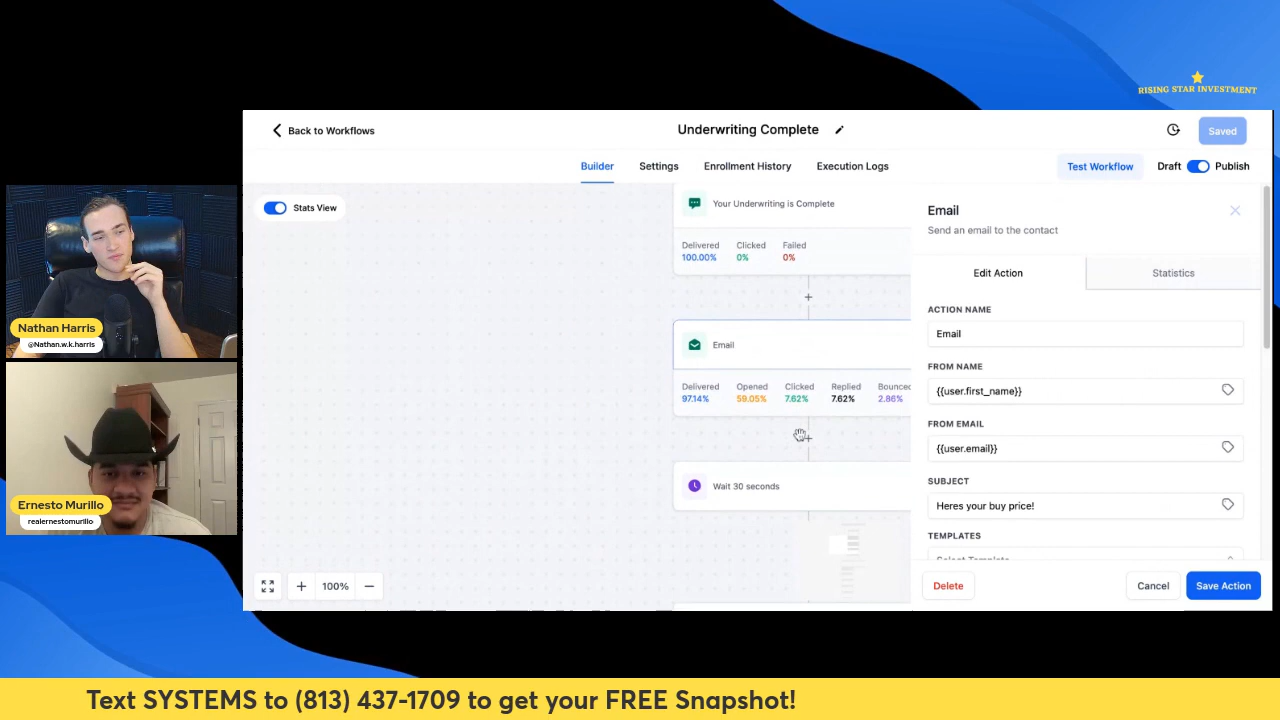 RISING STAR INVESTMENT
Back to Workflows
Underwriting Complete
Saved
Builder
Settings
Enrollment History
Execution Logs
Test Workflow
Draft
Publish
Stats View
Your Underwriting is Complete
Delivered Clicked Failed
100.00% 0% 0%
Email
Delivered Opened Clicked Replied Bounced
97.14% 59.05% 7.62% 7.62% 2.86%
Wait 30 seconds
100%
Email
Send an email to the contact
Edit Action
Statistics
ACTION NAME
Email
FROM NAME
{{user.first_name}}
FROM EMAIL
{{user.email}}
SUBJECT
Heres your buy price!
TEMPLATES
Select Template
Delete
Cancel
Save Action
Nathan Harris
@Nathan.w.k.harris
Ernesto Murillo
realernestomurillo
Text SYSTEMS to (813) 437-1709 to get your FREE Snapshot!